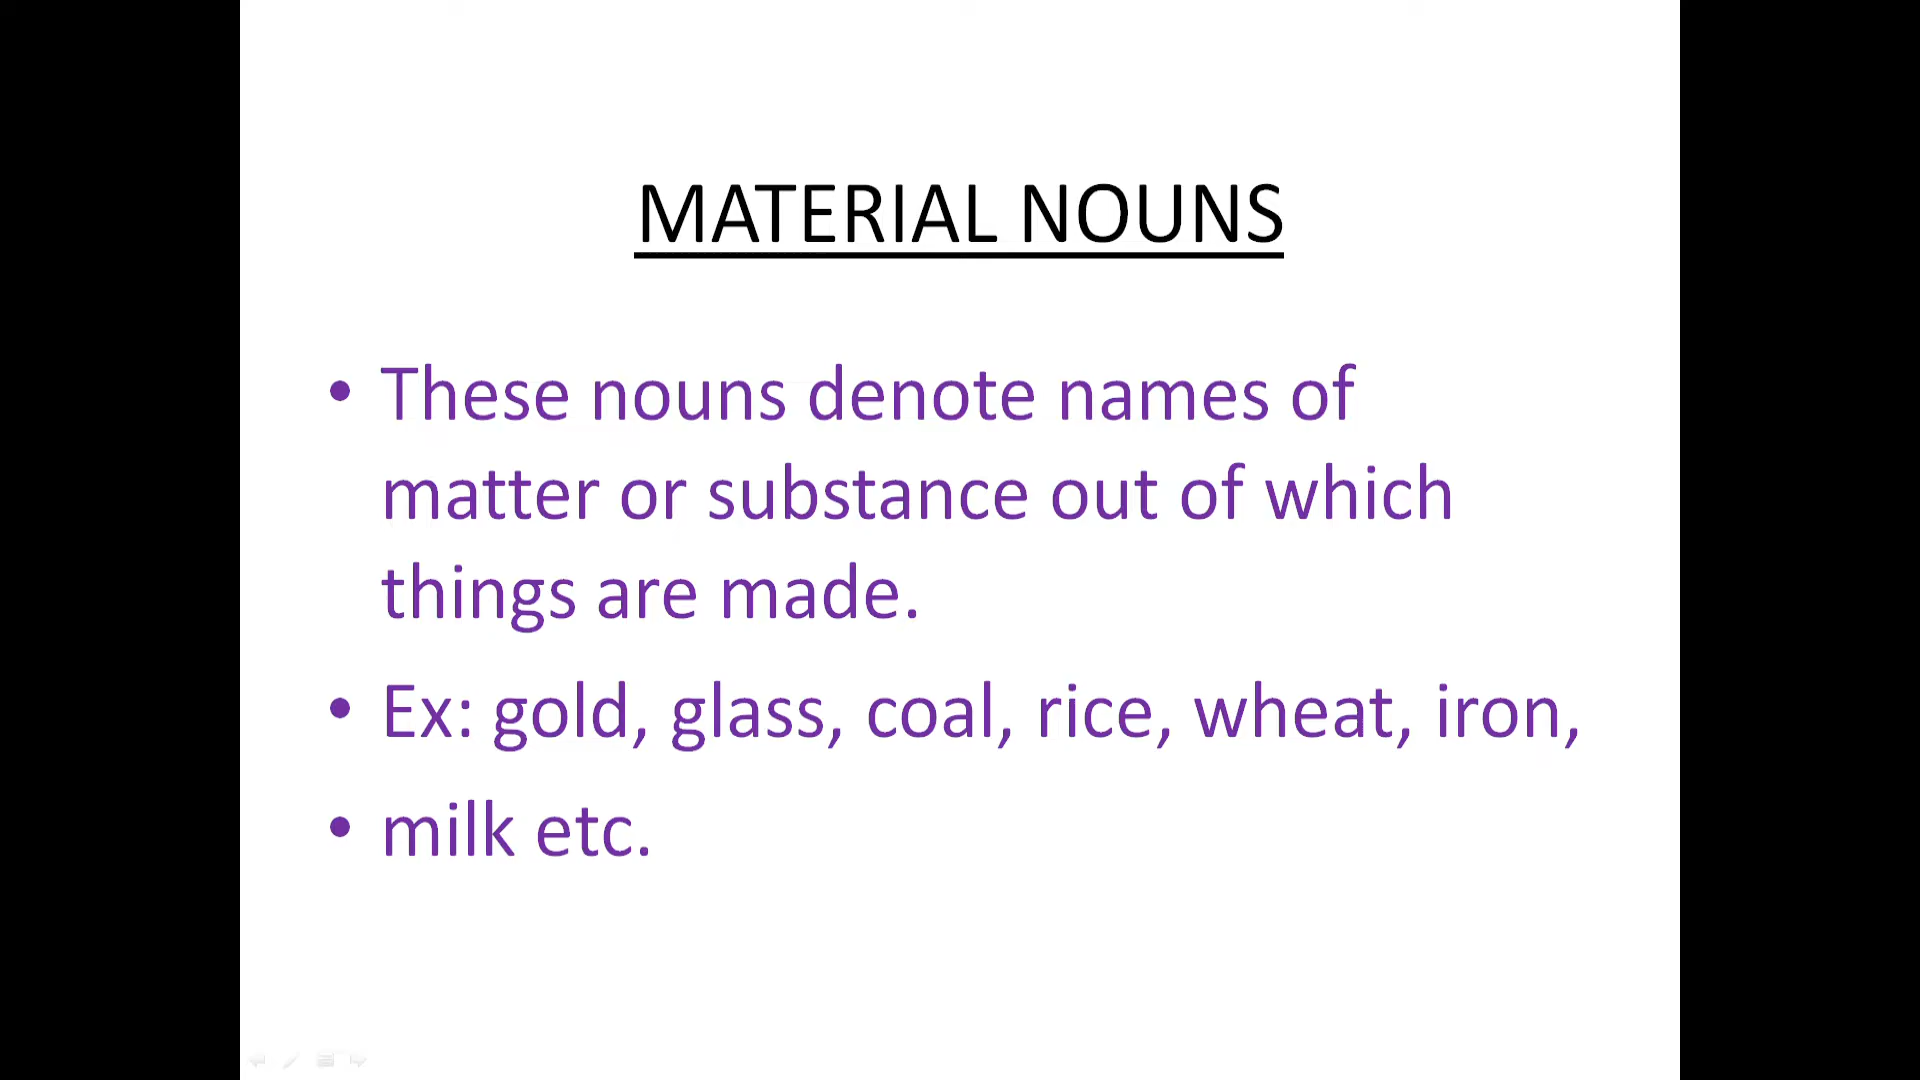 MATERIAL NOUNS
• These nouns denote names of
matter or substance out of which
things are made.
• Ex: gold, glass, coal, rice, wheat, iron,
• milk etc.